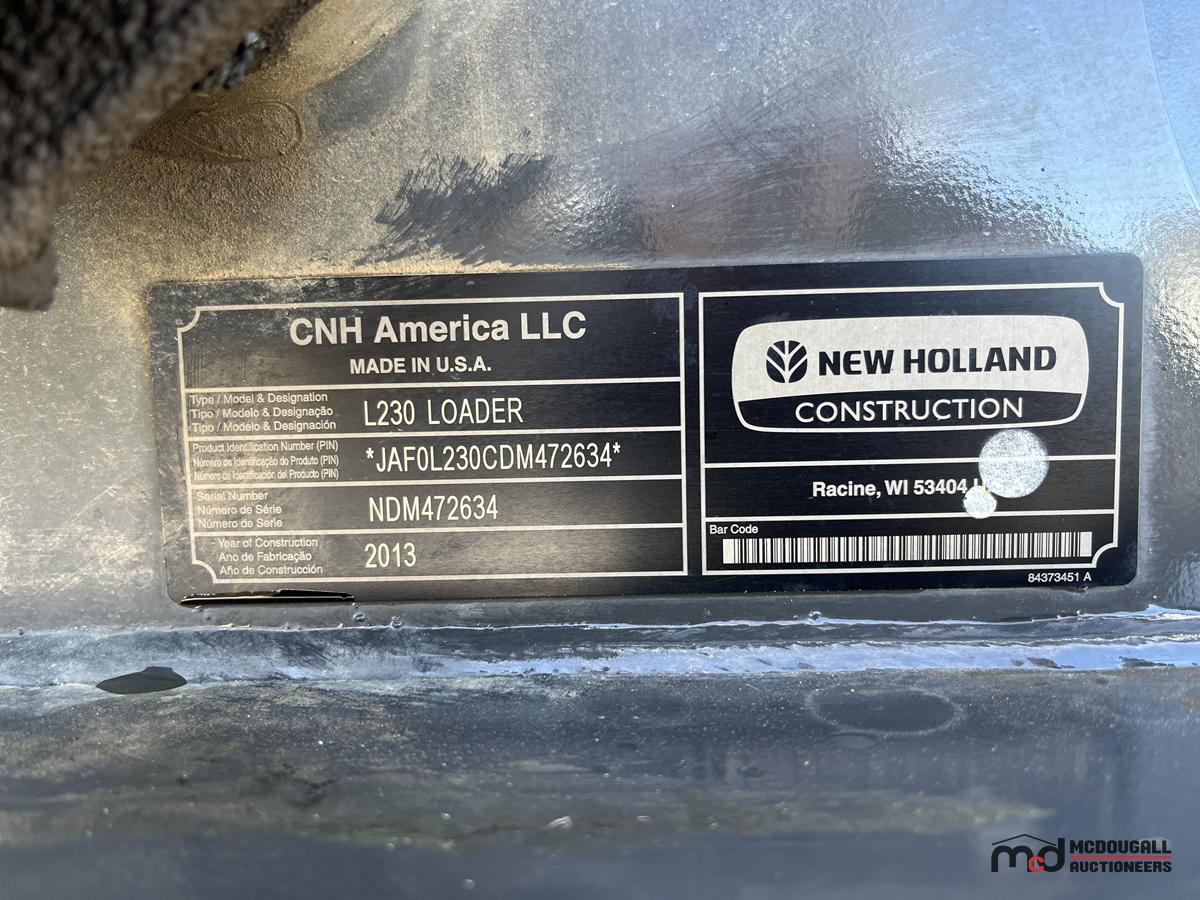 CNH America LLC
MADE IN U.S.A.
Type / Model & Designation
Tipo / Modelo & Designação
Tipo / Modelo & Designación
L230 LOADER
Product Identification Number (PIN)
Número de Identificação do Produto (PIN)
Número de Identificación del Producto (PIN)
*JAF0L230CDM472634*
Serial Number
Número de Série
Número de Serie
NDM472634
Year of Construction
Ano de Fabricação
Año de Construcción
2013
NEW HOLLAND
CONSTRUCTION
Racine, WI 53404
Bar Code
84373451 A
mcd MCDOUGALL
AUCTIONEERS